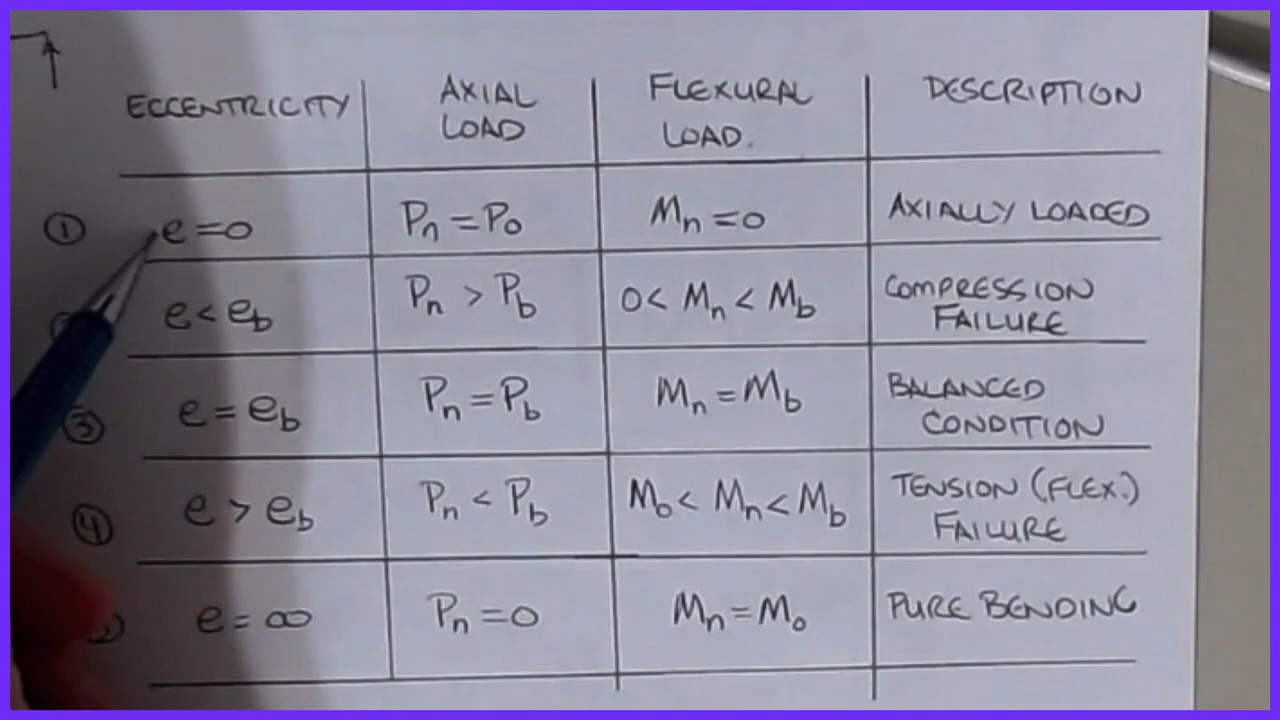 ECCENTRICITY AXIAL LOAD FLEXURAL LOAD. DESCRIPTION
① e=0 Pn=Po Mn=0 AXIALLY LOADED
e<eb Pn>Pb 0<Mn<Mb COMPRESSION FAILURE
③ e=eb Pn=Pb Mn=Mb BALANCED CONDITION
④ e>eb Pn<Pb Mo<Mn<Mb TENSION (FLEX.) FAILURE
e=∞ Pn=0 Mn=Mo PURE BENDING